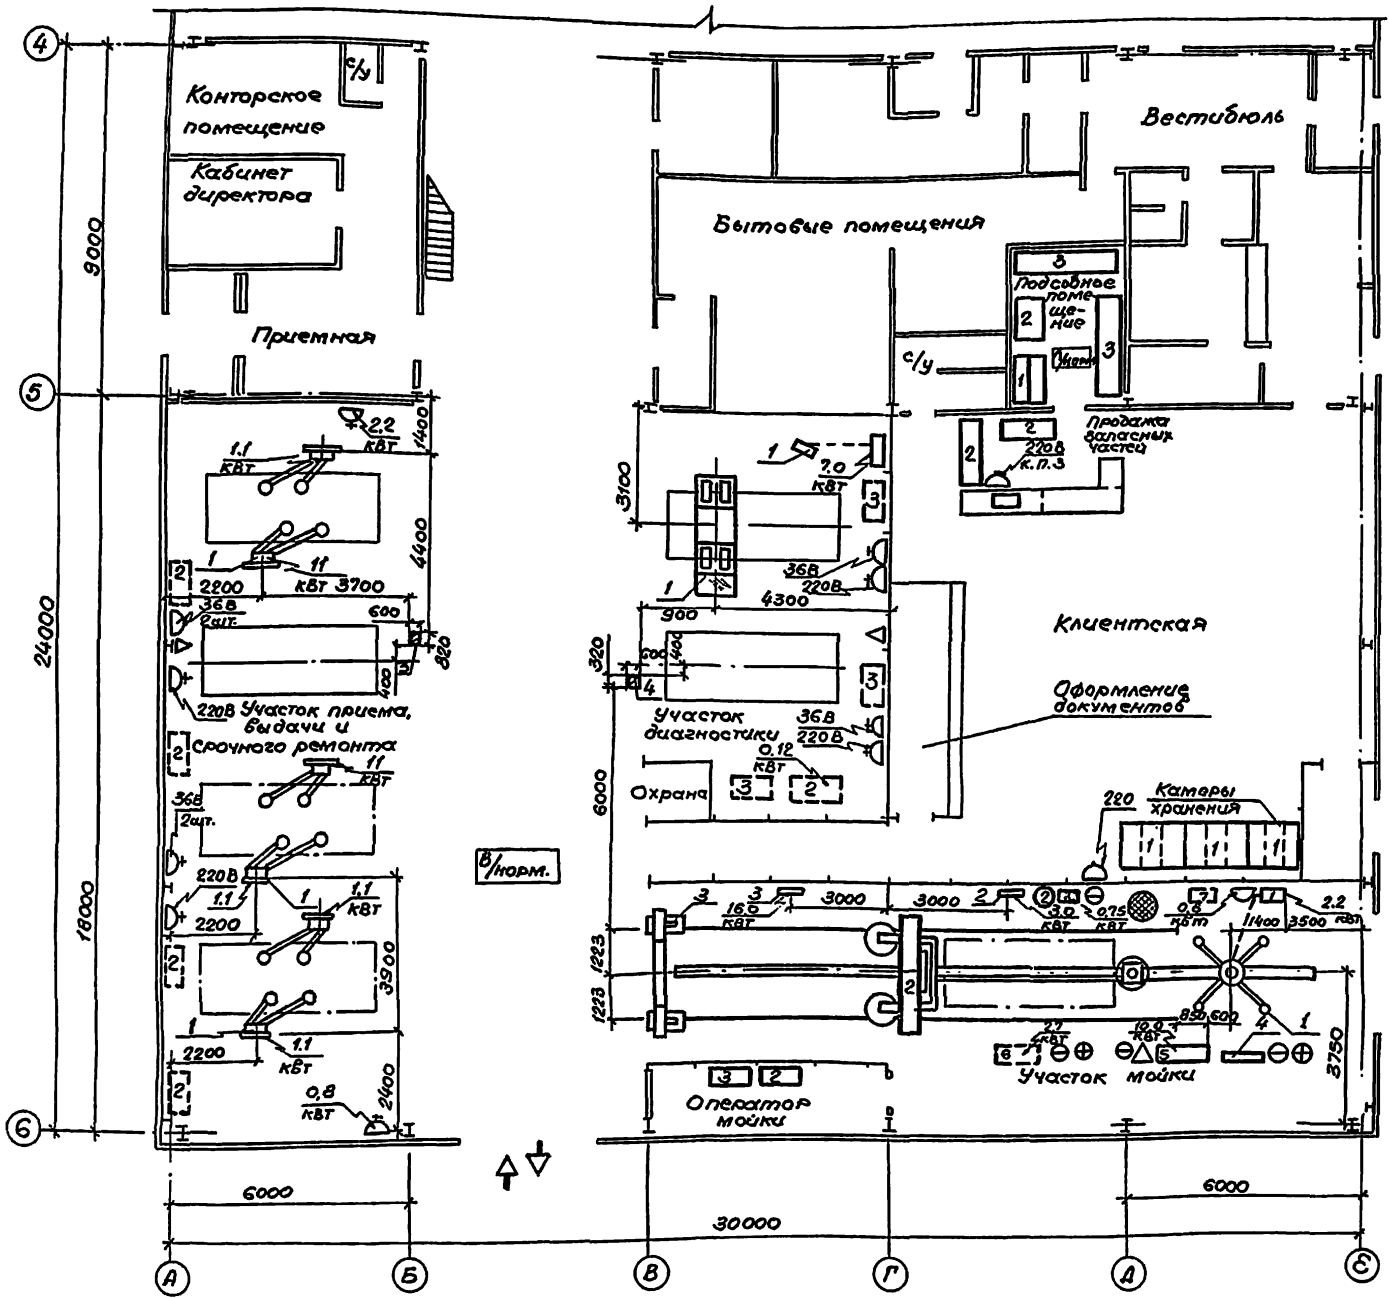 4
с/у
Конторское
помещение
Кабинет
директора
9000
Приемная
5
Вестибюль
Бытовые помещения
3
Подсобное
поме
ще-
ние
2
3
1
с/у
2,2
кВт
1400
1.1
кВт
4400
1
11
кВт
3700
2
2200
36В
2шт.
600
820
3
400
24000
220В
Участок приема,
выдачи и
срочного ремонта
2
11
кВт
36В
2шт.
220В
1.1
1
1,1
кВт
2200
18000
2
3900
1
1.1
кВт
2200
2
0,8
кВт
2400
6
В/норм.
1
7,0
кВт
3100
3
36В
220В
1
900
4300
320
600
400
4
3
Участок
диагностики
36В
220В
0,12
кВт
6000
Охрана
3
2
Продажа
запасных
частей
2
2
220В
к.п.3
Клиентская
Оформление
документов
220
Камеры
хранения
1
1
1
3
3
16.0
кВт
3000
3000
2
3.0
кВт
2
0,75
кВт
7
0,6
кВт
2.2
кВт
1400
3500
1223
1223
2
850
600
1
2,7
кВт
10.0
кВт
6
5
4
3750
Участок мойки
3
2
Оператор
мойки
6000
6000
30000
А
Б
В
Г
Д
Е